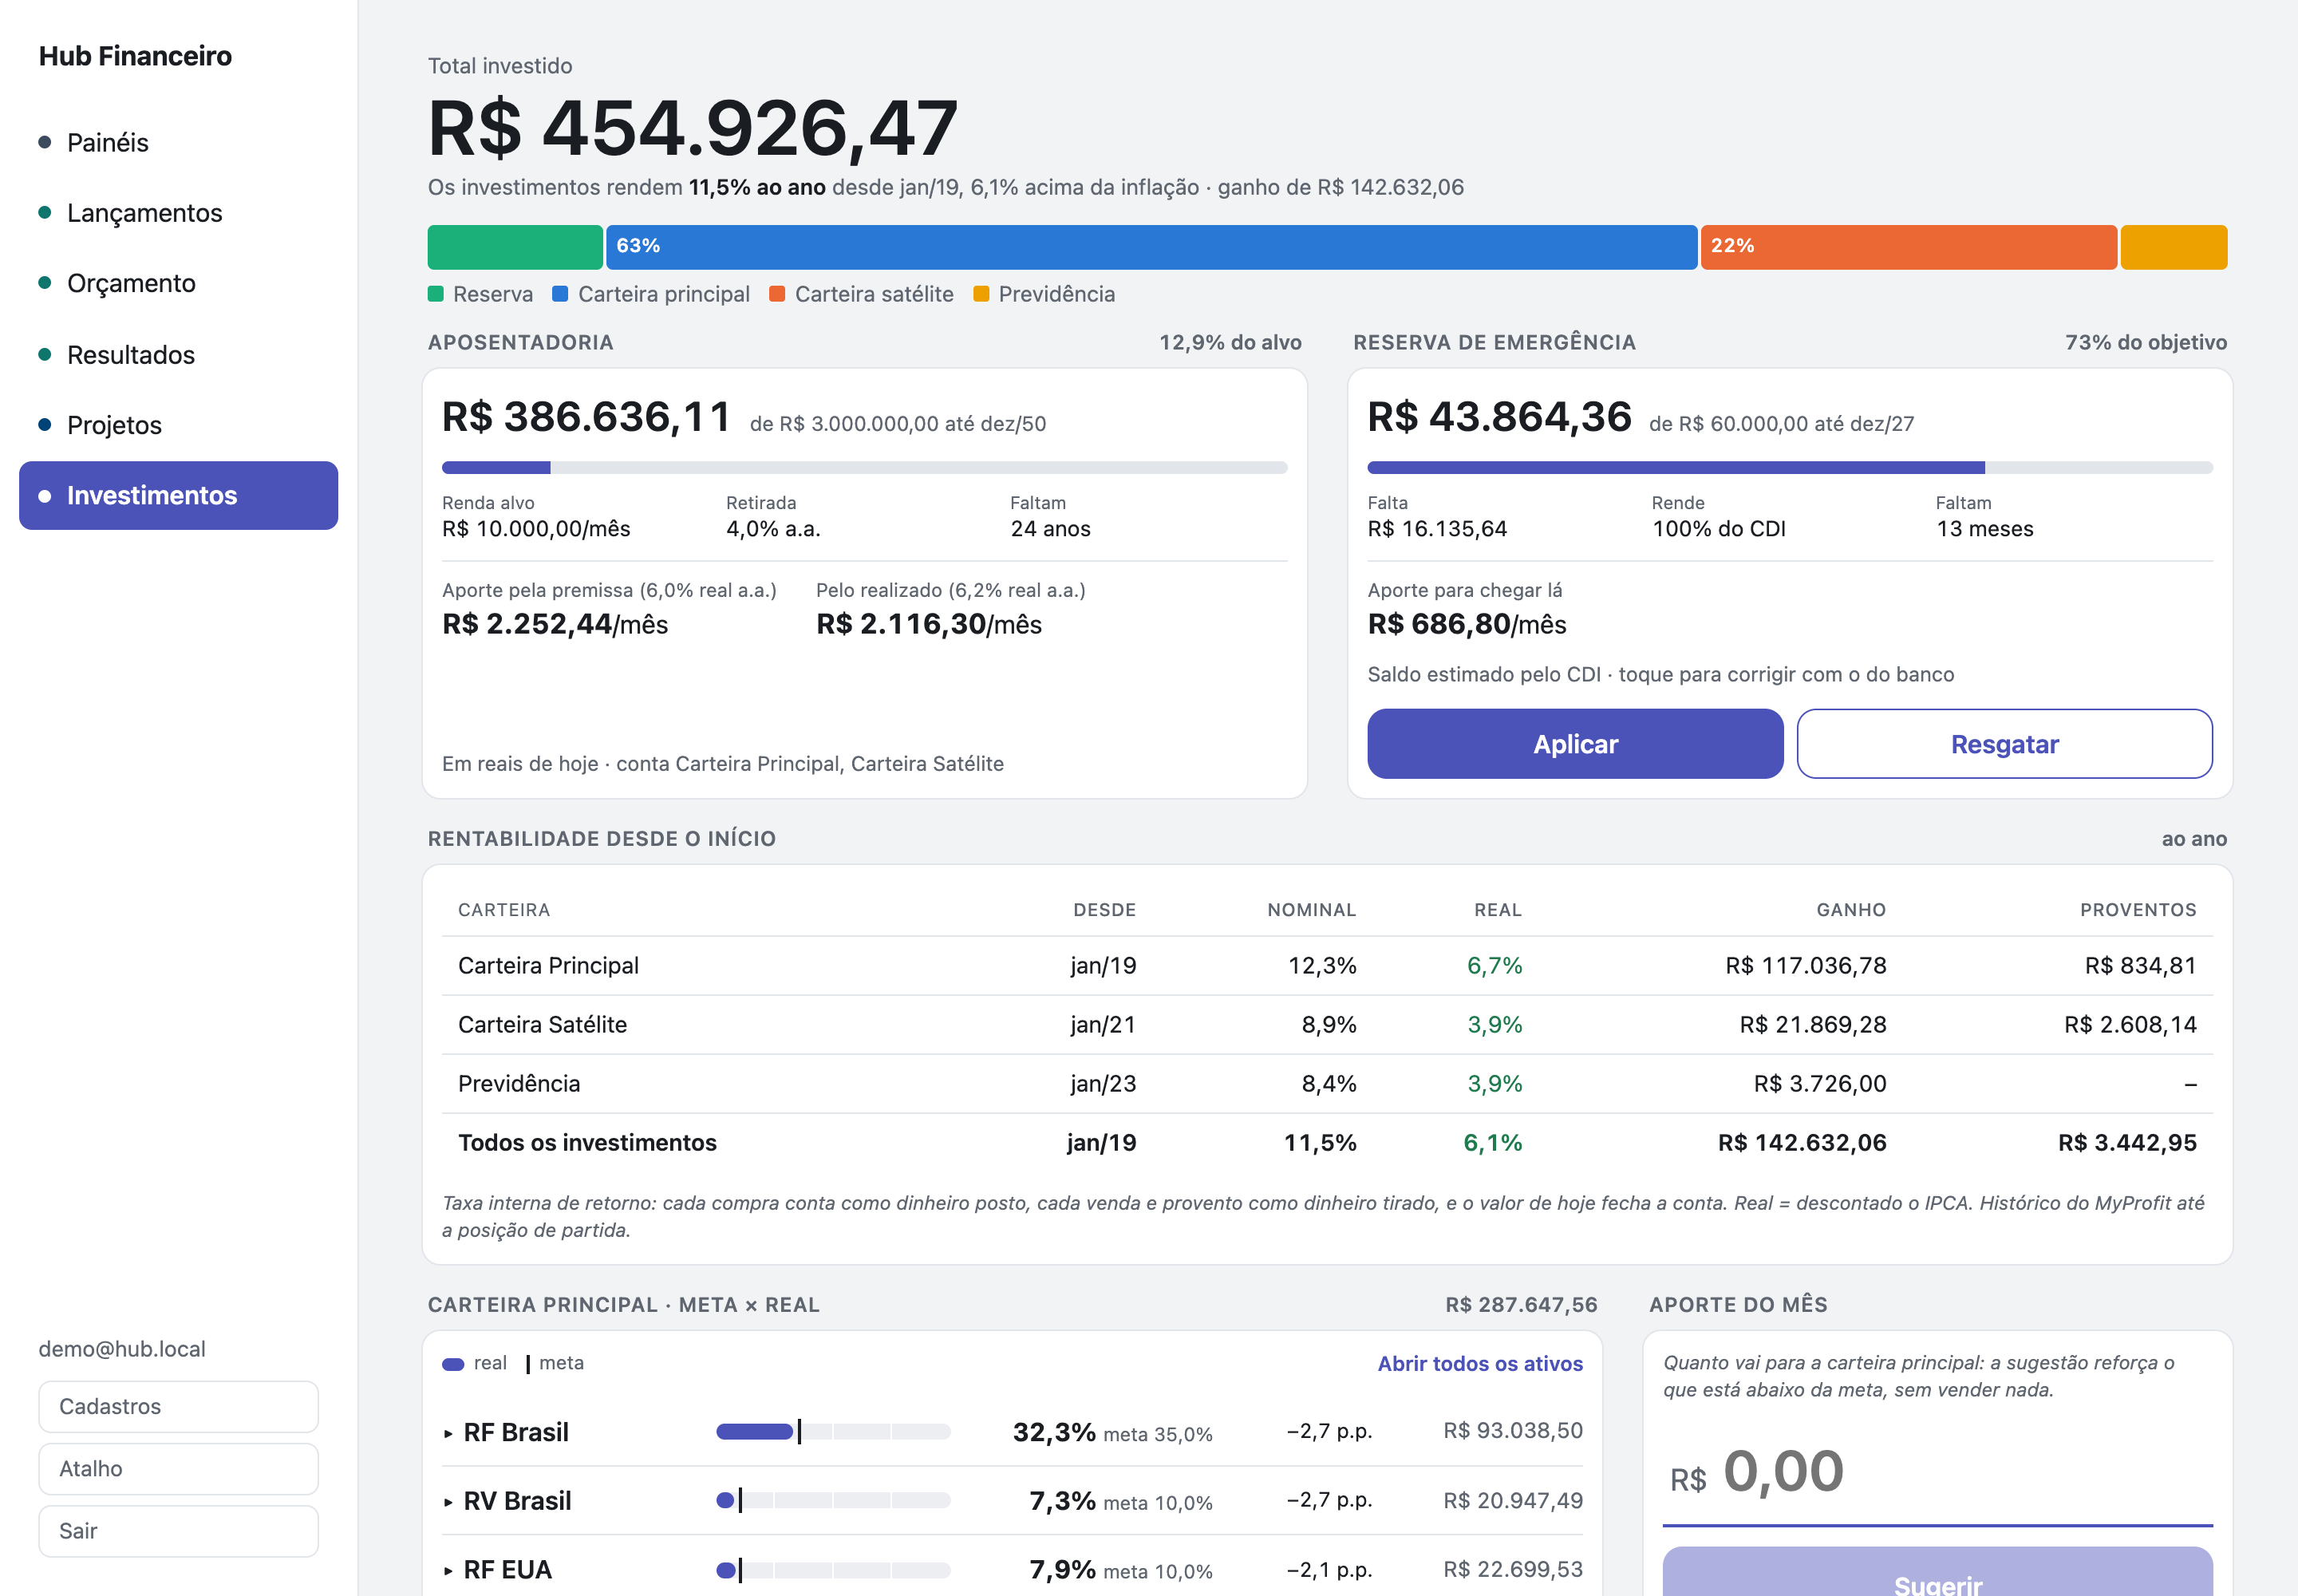 Hub Financeiro
Painéis
Lançamentos
Orçamento
Resultados
Projetos
Investimentos
demo@hub.local
Cadastros
Atalho
Sair
Total investido
R$ 454.926,47
Os investimentos rendem 11,5% ao ano desde jan/19, 6,1% acima da inflação · ganho de R$ 142.632,06
63% 22%
Reserva Carteira principal Carteira satélite Previdência
APOSENTADORIA 12,9% do alvo
R$ 386.636,11 de R$ 3.000.000,00 até dez/50
Renda alvo Retirada Faltam
R$ 10.000,00/mês 4,0% a.a. 24 anos
Aporte pela premissa (6,0% real a.a.) Pelo realizado (6,2% real a.a.)
R$ 2.252,44/mês R$ 2.116,30/mês
Em reais de hoje · conta Carteira Principal, Carteira Satélite
RESERVA DE EMERGÊNCIA 73% do objetivo
R$ 43.864,36 de R$ 60.000,00 até dez/27
Falta Rende Faltam
R$ 16.135,64 100% do CDI 13 meses
Aporte para chegar lá
R$ 686,80/mês
Saldo estimado pelo CDI · toque para corrigir com o do banco
Aplicar Resgatar
RENTABILIDADE DESDE O INÍCIO ao ano
CARTEIRA DESDE NOMINAL REAL GANHO PROVENTOS
Carteira Principal jan/19 12,3% 6,7% R$ 117.036,78 R$ 834,81
Carteira Satélite jan/21 8,9% 3,9% R$ 21.869,28 R$ 2.608,14
Previdência jan/23 8,4% 3,9% R$ 3.726,00 –
Todos os investimentos jan/19 11,5% 6,1% R$ 142.632,06 R$ 3.442,95
Taxa interna de retorno: cada compra conta como dinheiro posto, cada venda e provento como dinheiro tirado, e o valor de hoje fecha a conta. Real = descontado o IPCA. Histórico do MyProfit até
a posição de partida.
CARTEIRA PRINCIPAL · META × REAL R$ 287.647,56
real meta Abrir todos os ativos
RF Brasil 32,3% meta 35,0% −2,7 p.p. R$ 93.038,50
RV Brasil 7,3% meta 10,0% −2,7 p.p. R$ 20.947,49
RF EUA 7,9% meta 10,0% −2,1 p.p. R$ 22.699,53
APORTE DO MÊS
Quanto vai para a carteira principal: a sugestão reforça o
que está abaixo da meta, sem vender nada.
R$ 0,00
Sugerir